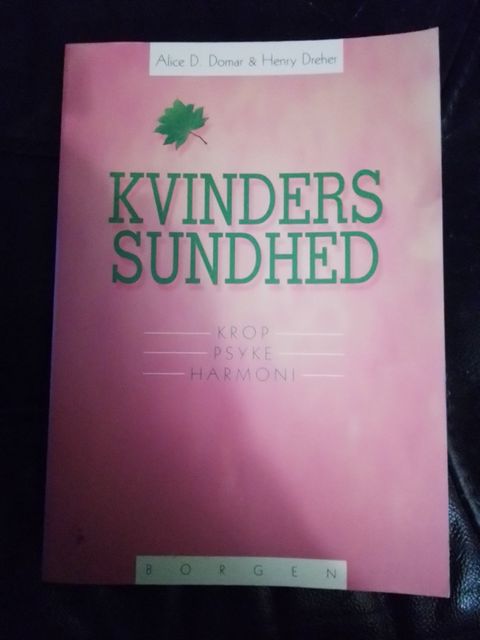 Alice D. Domar & Henry Dreher
KVINDERS
SUNDHED
KROP
PSYKE
HARMONI
BORGEN